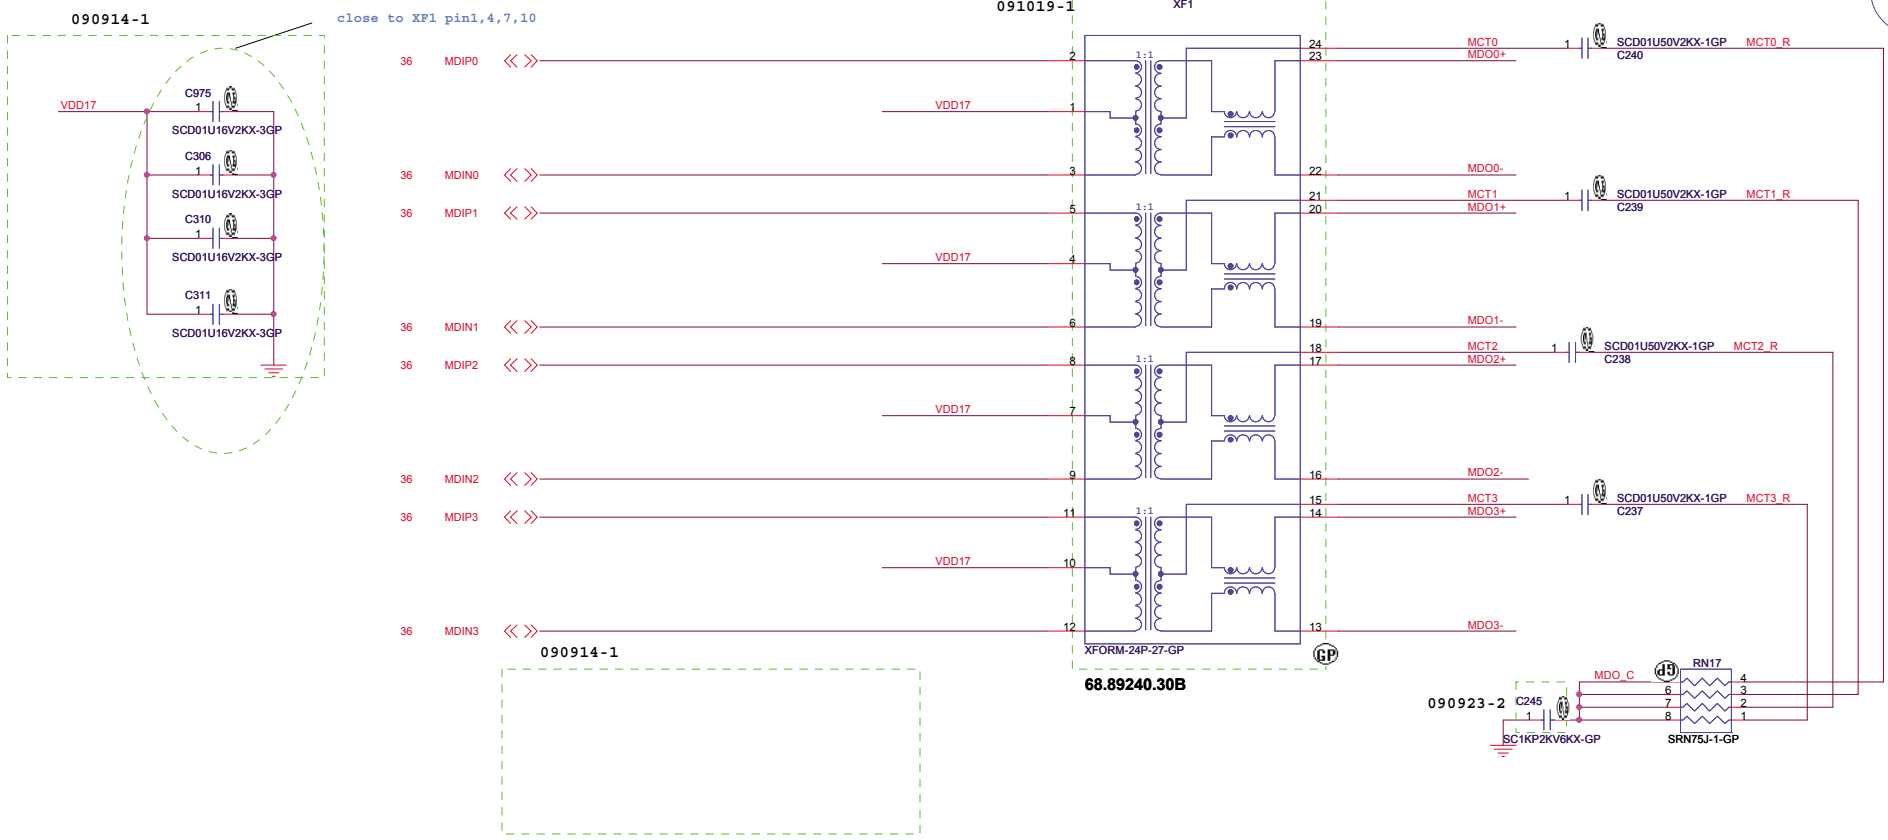 090914-1
close to XF1 pin1,4,7,10
VDD17
C975
1
SCD01U16V2KX-3GP
C306
1
SCD01U16V2KX-3GP
C310
1
SCD01U16V2KX-3GP
C311
1
SCD01U16V2KX-3GP
091019-1
XF1
36 MDIP0 2
VDD17 1
36 MDIN0 3
36 MDIP1 5
VDD17 4
36 MDIN1 6
36 MDIP2 8
VDD17 7
36 MDIN2 9
36 MDIP3 11
VDD17 10
36 MDIN3 12
1:1
1:1
1:1
1:1
24 MCT0
23 MDO0+
22 MDO0-
21 MCT1
20 MDO1+
19 MDO1-
18 MCT2
17 MDO2+
16 MDO2-
15 MCT3
14 MDO3+
13 MDO3-
XFORM-24P-27-GP
GP
68.89240.30B
1 SCD01U50V2KX-1GP MCT0_R
C240
1 SCD01U50V2KX-1GP MCT1_R
C239
1 SCD01U50V2KX-1GP MCT2_R
C238
1 SCD01U50V2KX-1GP MCT3_R
C237
090914-1
090923-2
C245
1
SC1KP2KV6KX-GP
MDO_C
GP
RN17
4
6 3
7 2
8 1
SRN75J-1-GP